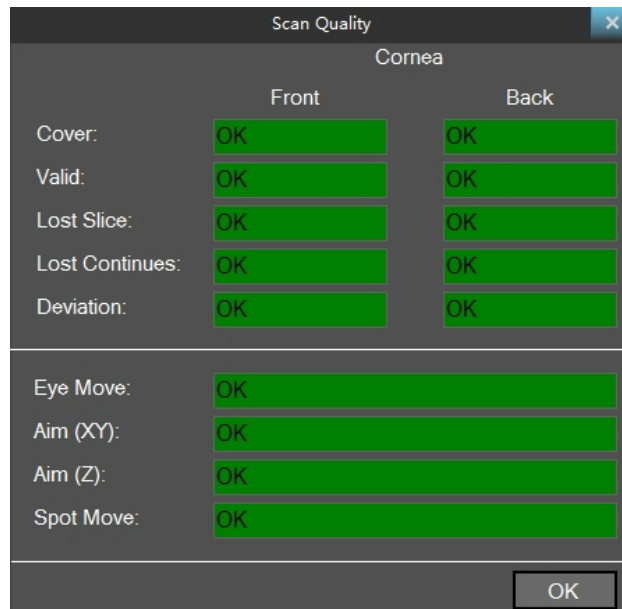 Scan Quality
Cornea
Front Back
Cover: OK OK
Valid: OK OK
Lost Slice: OK OK
Lost Continues: OK OK
Deviation: OK OK
Eye Move: OK
Aim (XY): OK
Aim (Z): OK
Spot Move: OK
OK